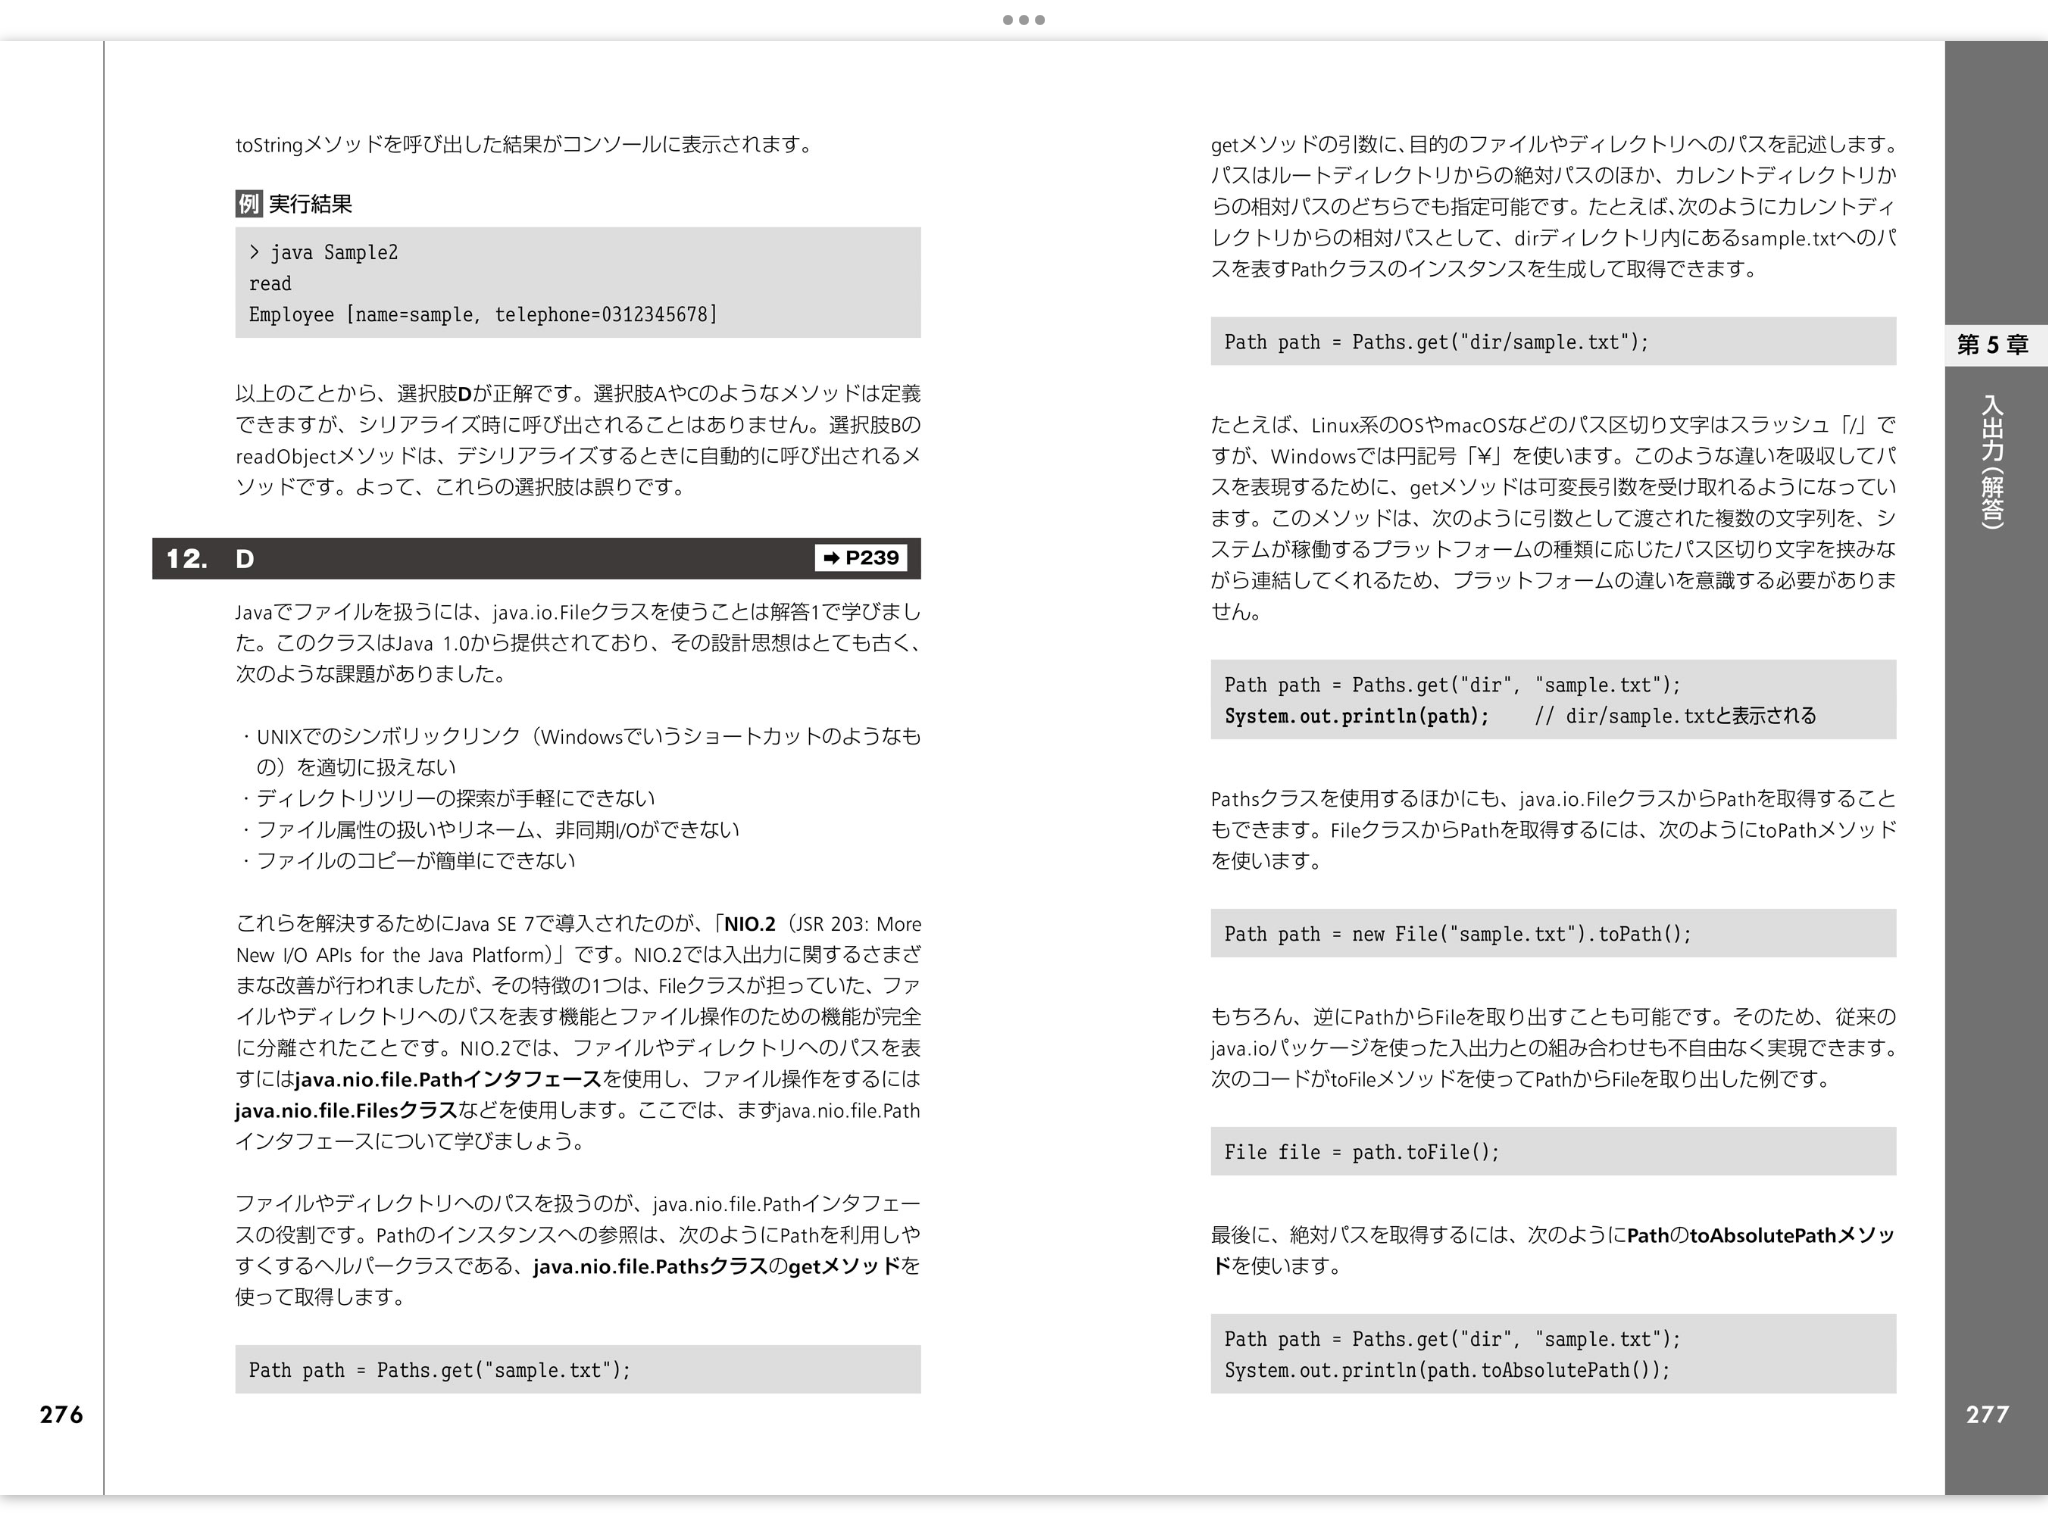 toStringメソッドを呼び出した結果がコンソールに表示されます。
例 実行結果
> java Sample2
read
Employee [name=sample, telephone=0312345678]
以上のことから、選択肢Dが正解です。選択肢AやCのようなメソッドは定義
できますが、シリアライズ時に呼び出されることはありません。選択肢Bの
readObjectメソッドは、デシリアライズするときに自動的に呼び出されるメ
ソッドです。よって、これらの選択肢は誤りです。
12. D ➡ P239
Javaでファイルを扱うには、java.io.Fileクラスを使うことは解答1で学びまし
た。このクラスはJava 1.0から提供されており、その設計思想はとても古く、
次のような課題がありました。
・UNIXでのシンボリックリンク（Windowsでいうショートカットのようなも
の）を適切に扱えない
・ディレクトリツリーの探索が手軽にできない
・ファイル属性の扱いやリネーム、非同期I/Oができない
・ファイルのコピーが簡単にできない
これらを解決するためにJava SE 7で導入されたのが、「NIO.2（JSR 203: More
New I/O APIs for the Java Platform）」です。NIO.2では入出力に関するさまざ
まな改善が行われましたが、その特徴の1つは、Fileクラスが担っていた、ファ
イルやディレクトリへのパスを表す機能とファイル操作のための機能が完全
に分離されたことです。NIO.2では、ファイルやディレクトリへのパスを表
すにはjava.nio.file.Pathインタフェースを使用し、ファイル操作をするには
java.nio.file.Filesクラスなどを使用します。ここでは、まずjava.nio.file.Path
インタフェースについて学びましょう。
ファイルやディレクトリへのパスを扱うのが、java.nio.file.Pathインタフェー
スの役割です。Pathのインスタンスへの参照は、次のようにPathを利用しや
すくするヘルパークラスである、java.nio.file.Pathsクラスのgetメソッドを
使って取得します。
Path path = Paths.get("sample.txt");
276
getメソッドの引数に、目的のファイルやディレクトリへのパスを記述します。
パスはルートディレクトリからの絶対パスのほか、カレントディレクトリか
らの相対パスのどちらでも指定可能です。たとえば、次のようにカレントディ
レクトリからの相対パスとして、dirディレクトリ内にあるsample.txtへのパ
スを表すPathクラスのインスタンスを生成して取得できます。
Path path = Paths.get("dir/sample.txt");
たとえば、Linux系のOSやmacOSなどのパス区切り文字はスラッシュ「/」で
すが、Windowsでは円記号「¥」を使います。このような違いを吸収してパ
スを表現するために、getメソッドは可変長引数を受け取れるようになってい
ます。このメソッドは、次のように引数として渡された複数の文字列を、シ
ステムが稼働するプラットフォームの種類に応じたパス区切り文字を挟みな
がら連結してくれるため、プラットフォームの違いを意識する必要がありま
せん。
Path path = Paths.get("dir", "sample.txt");
System.out.println(path); // dir/sample.txtと表示される
Pathsクラスを使用するほかにも、java.io.FileクラスからPathを取得すること
もできます。FileクラスからPathを取得するには、次のようにtoPathメソッド
を使います。
Path path = new File("sample.txt").toPath();
もちろん、逆にPathからFileを取り出すことも可能です。そのため、従来の
java.ioパッケージを使った入出力との組み合わせも不自由なく実現できます。
次のコードがtoFileメソッドを使ってPathからFileを取り出した例です。
File file = path.toFile();
最後に、絶対パスを取得するには、次のようにPathのtoAbsolutePathメソッ
ドを使います。
Path path = Paths.get("dir", "sample.txt");
System.out.println(path.toAbsolutePath());
第5章
入出力（解答）
277